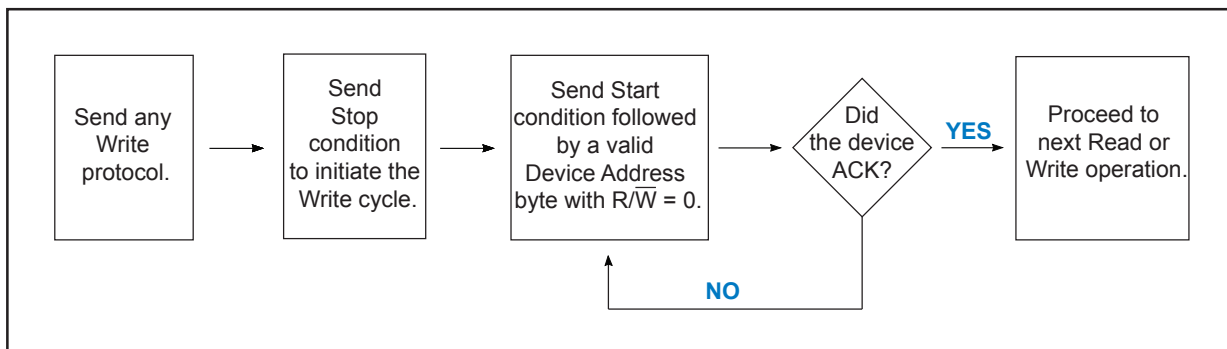 Send any
Write
protocol.
Send
Stop
condition
to initiate the
Write cycle.
Send Start
condition followed
by a valid
Device Address
byte with R/W̅ = 0.
Did
the device
ACK?
YES
Proceed to
next Read or
Write operation.
NO